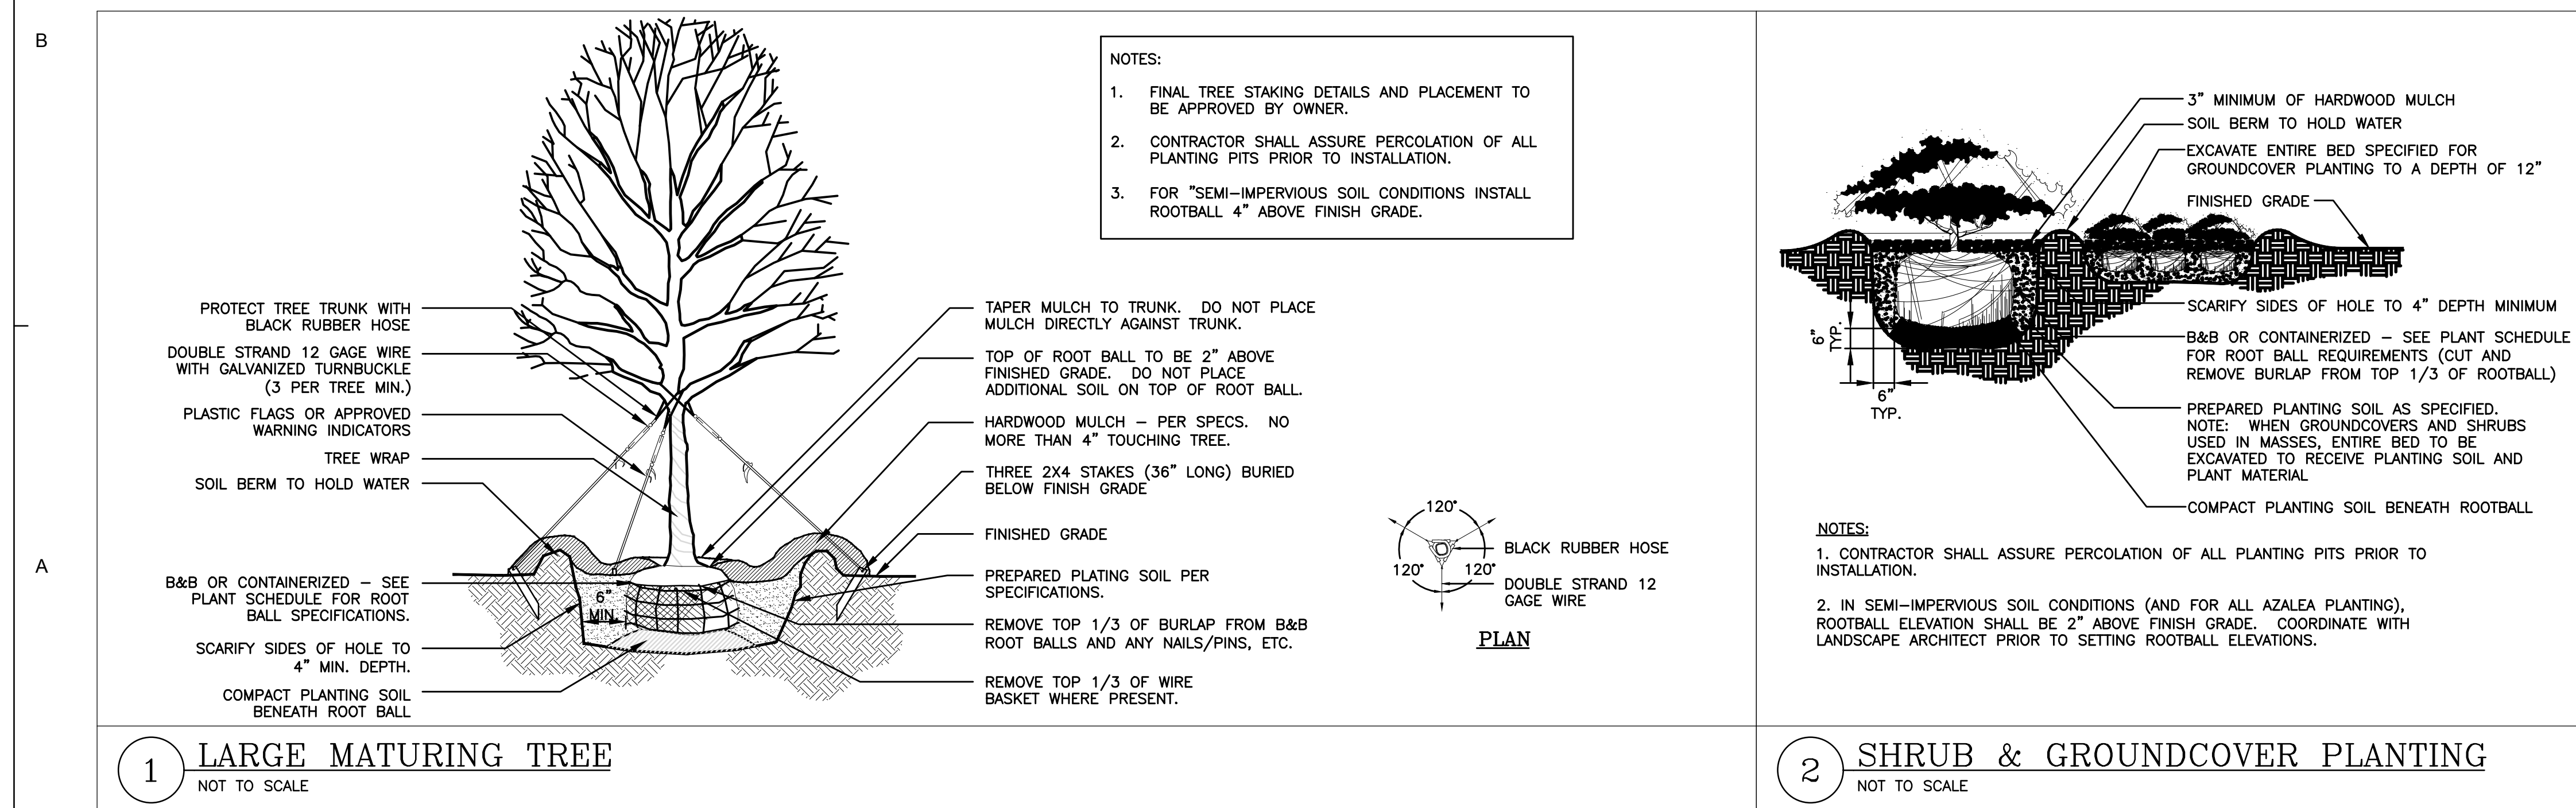 B
A
NOTES:
1. FINAL TREE STAKING DETAILS AND PLACEMENT TO
BE APPROVED BY OWNER.
2. CONTRACTOR SHALL ASSURE PERCOLATION OF ALL
PLANTING PITS PRIOR TO INSTALLATION.
3. FOR "SEMI-IMPERVIOUS SOIL CONDITIONS INSTALL
ROOTBALL 4" ABOVE FINISH GRADE.
PROTECT TREE TRUNK WITH
BLACK RUBBER HOSE
DOUBLE STRAND 12 GAGE WIRE
WITH GALVANIZED TURNBUCKLE
(3 PER TREE MIN.)
PLASTIC FLAGS OR APPROVED
WARNING INDICATORS
TREE WRAP
SOIL BERM TO HOLD WATER
B&B OR CONTAINERIZED – SEE
PLANT SCHEDULE FOR ROOT
BALL SPECIFICATIONS.
SCARIFY SIDES OF HOLE TO
4" MIN. DEPTH.
COMPACT PLANTING SOIL
BENEATH ROOT BALL
6"
MIN.
TAPER MULCH TO TRUNK. DO NOT PLACE
MULCH DIRECTLY AGAINST TRUNK.
TOP OF ROOT BALL TO BE 2" ABOVE
FINISHED GRADE. DO NOT PLACE
ADDITIONAL SOIL ON TOP OF ROOT BALL.
HARDWOOD MULCH – PER SPECS. NO
MORE THAN 4" TOUCHING TREE.
THREE 2X4 STAKES (36" LONG) BURIED
BELOW FINISH GRADE
FINISHED GRADE
PREPARED PLATING SOIL PER
SPECIFICATIONS.
REMOVE TOP 1/3 OF BURLAP FROM B&B
ROOT BALLS AND ANY NAILS/PINS, ETC.
REMOVE TOP 1/3 OF WIRE
BASKET WHERE PRESENT.
120°
120°
120°
BLACK RUBBER HOSE
DOUBLE STRAND 12
GAGE WIRE
PLAN
1
LARGE MATURING TREE
NOT TO SCALE
3" MINIMUM OF HARDWOOD MULCH
SOIL BERM TO HOLD WATER
EXCAVATE ENTIRE BED SPECIFIED FOR
GROUNDCOVER PLANTING TO A DEPTH OF 12"
FINISHED GRADE
SCARIFY SIDES OF HOLE TO 4" DEPTH MINIMUM
B&B OR CONTAINERIZED – SEE PLANT SCHEDULE
FOR ROOT BALL REQUIREMENTS (CUT AND
REMOVE BURLAP FROM TOP 1/3 OF ROOTBALL)
PREPARED PLANTING SOIL AS SPECIFIED.
NOTE: WHEN GROUNDCOVERS AND SHRUBS
USED IN MASSES, ENTIRE BED TO BE
EXCAVATED TO RECEIVE PLANTING SOIL AND
PLANT MATERIAL
COMPACT PLANTING SOIL BENEATH ROOTBALL
6"
TYP.
6"
TYP.
NOTES:
1. CONTRACTOR SHALL ASSURE PERCOLATION OF ALL PLANTING PITS PRIOR TO
INSTALLATION.
2. IN SEMI-IMPERVIOUS SOIL CONDITIONS (AND FOR ALL AZALEA PLANTING),
ROOTBALL ELEVATION SHALL BE 2" ABOVE FINISH GRADE. COORDINATE WITH
LANDSCAPE ARCHITECT PRIOR TO SETTING ROOTBALL ELEVATIONS.
2
SHRUB & GROUNDCOVER PLANTING
NOT TO SCALE